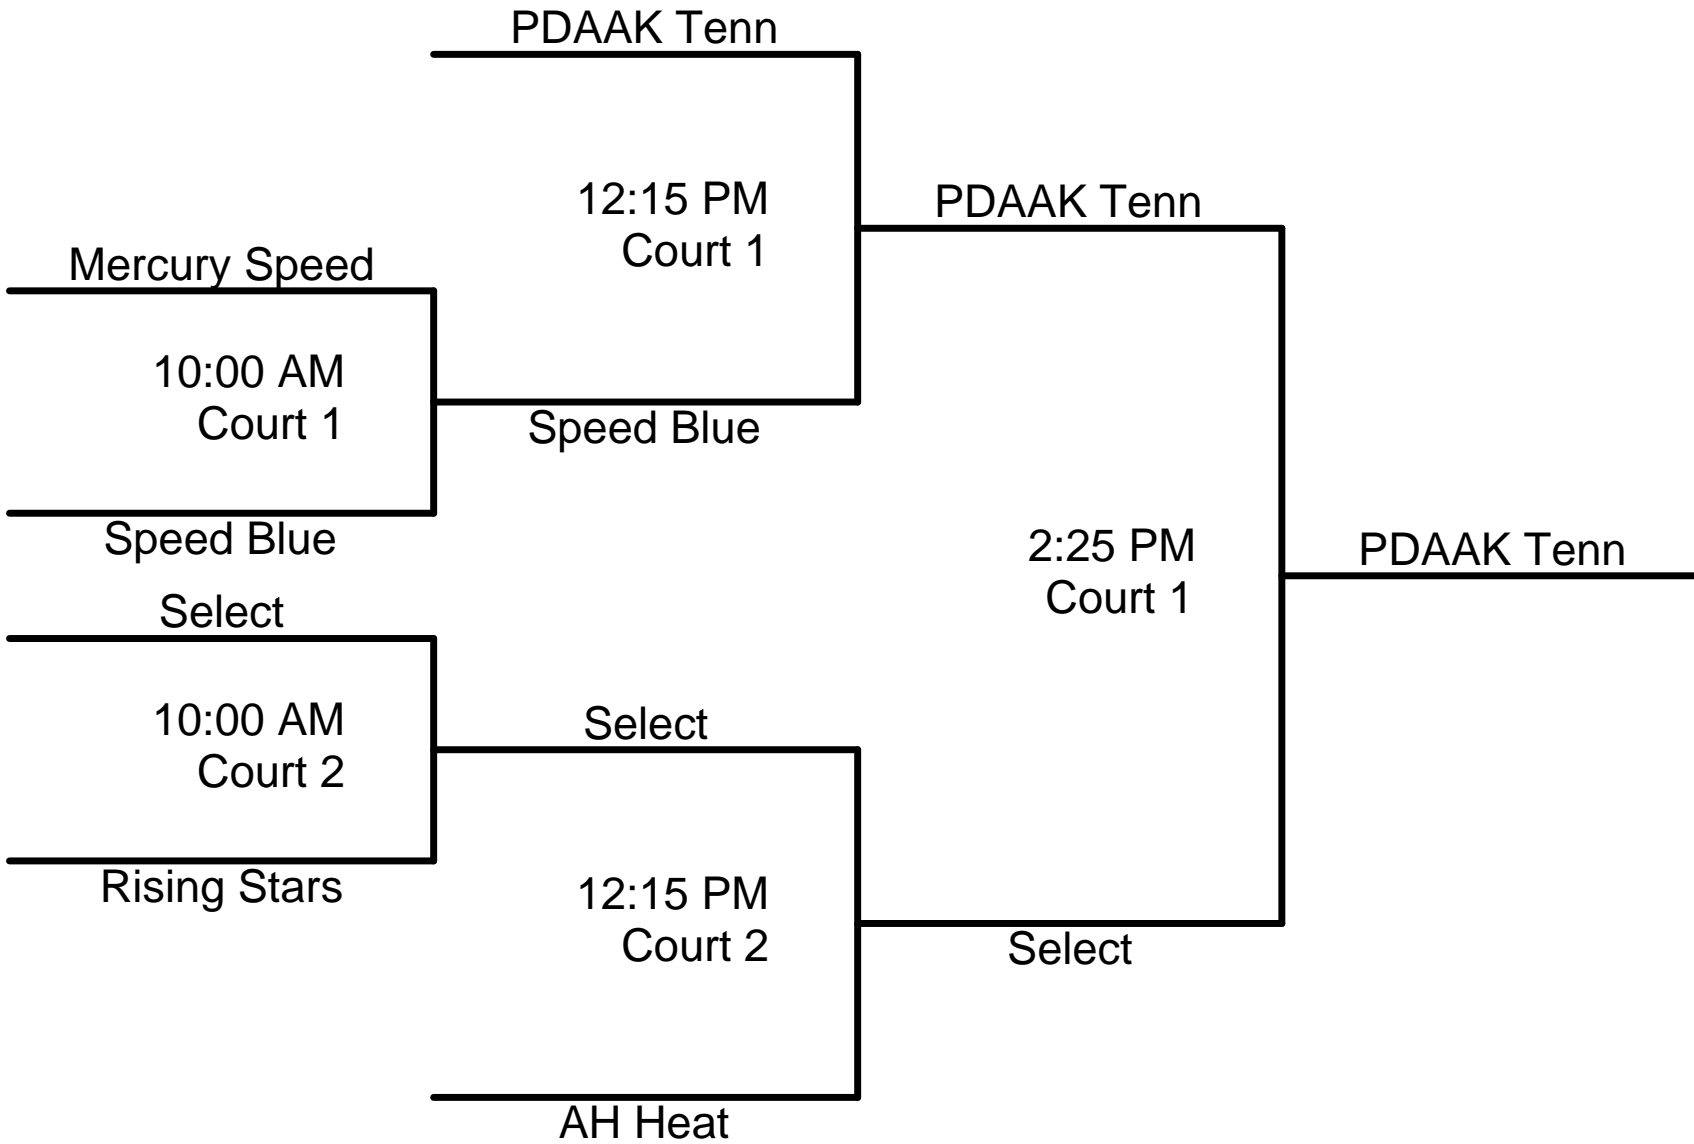 PDAAK Tenn
12:15 PM
Court 1
PDAAK Tenn
Mercury Speed
10:00 AM
Court 1
Speed Blue
Speed Blue
2:25 PM
Court 1
PDAAK Tenn
Select
10:00 AM
Court 2
Select
Rising Stars
12:15 PM
Court 2
Select
AH Heat